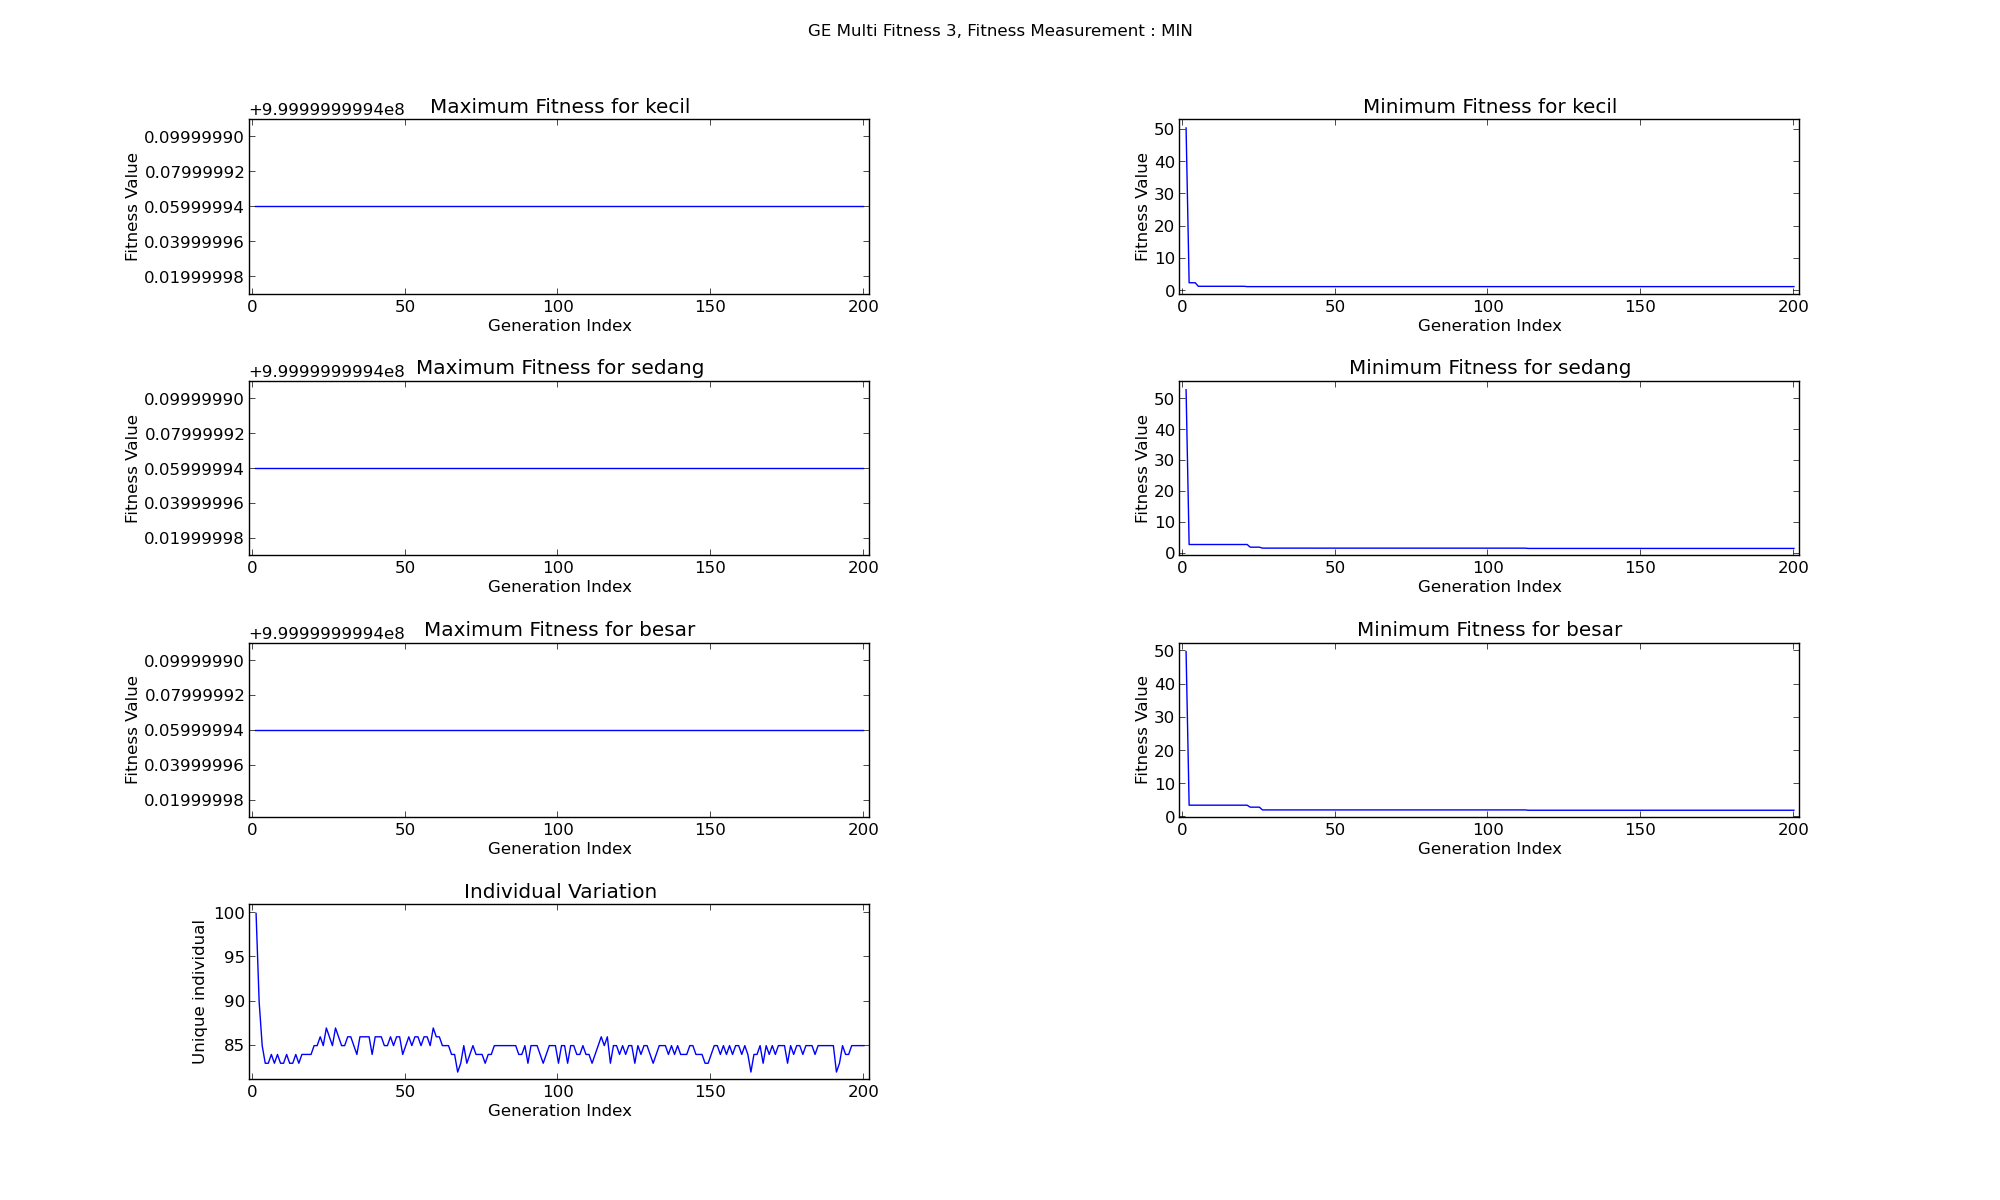 GE Multi Fitness 3, Fitness Measurement : MIN
+9.9999999994e8
Maximum Fitness for kecil
0.09999990
0.07999992
0.05999994
0.03999996
0.01999998
Fitness Value
0 50 100 150 200
Generation Index
Minimum Fitness for kecil
50
40
30
20
10
0
Fitness Value
0 50 100 150 200
Generation Index
+9.9999999994e8
Maximum Fitness for sedang
0.09999990
0.07999992
0.05999994
0.03999996
0.01999998
Fitness Value
0 50 100 150 200
Generation Index
Minimum Fitness for sedang
50
40
30
20
10
0
Fitness Value
0 50 100 150 200
Generation Index
+9.9999999994e8
Maximum Fitness for besar
0.09999990
0.07999992
0.05999994
0.03999996
0.01999998
Fitness Value
0 50 100 150 200
Generation Index
Minimum Fitness for besar
50
40
30
20
10
0
Fitness Value
0 50 100 150 200
Generation Index
Individual Variation
100
95
90
85
Unique individual
0 50 100 150 200
Generation Index